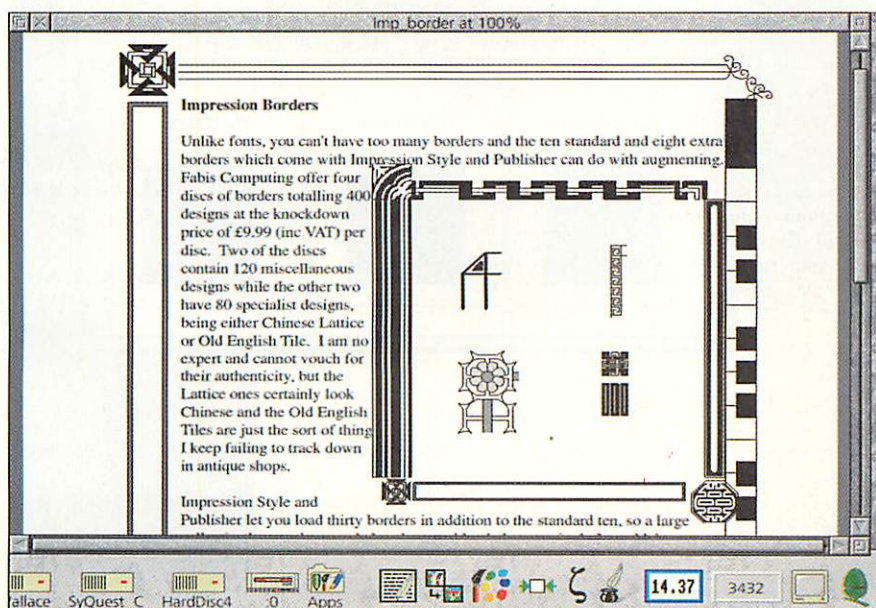 Imp_border at 100%
Impression Borders
Unlike fonts, you can't have too many borders and the ten standard and eight extra
borders which come with Impression Style and Publisher can do with augmenting.
Fabis Computing offer four
discs of borders totalling 400
designs at the knockdown
price of £9.99 (inc VAT) per
disc. Two of the discs
contain 120 miscellaneous
designs while the other two
have 80 specialist designs,
being either Chinese Lattice
or Old English Tile. I am no
expert and cannot vouch for
their authenticity, but the
Lattice ones certainly look
Chinese and the Old English
Tiles are just the sort of thing
I keep failing to track down
in antique shops.
Impression Style and
Publisher let you load thirty borders in addition to the standard ten, so a large
allace SyQuest_C HardDisc4 :0 Apps 14.37 3432